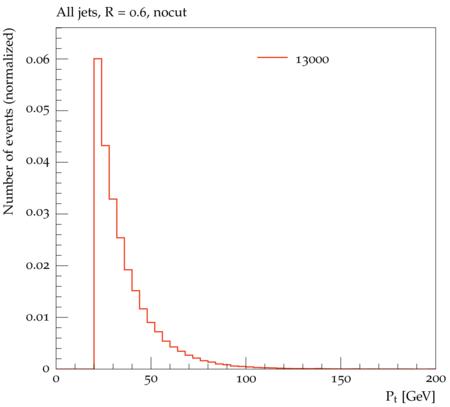 All jets, R = 0.6, nocut
13000
Number of events (normalized)
0.06
0.05
0.04
0.03
0.02
0.01
0
0 50 100 150 200
Pt [GeV]